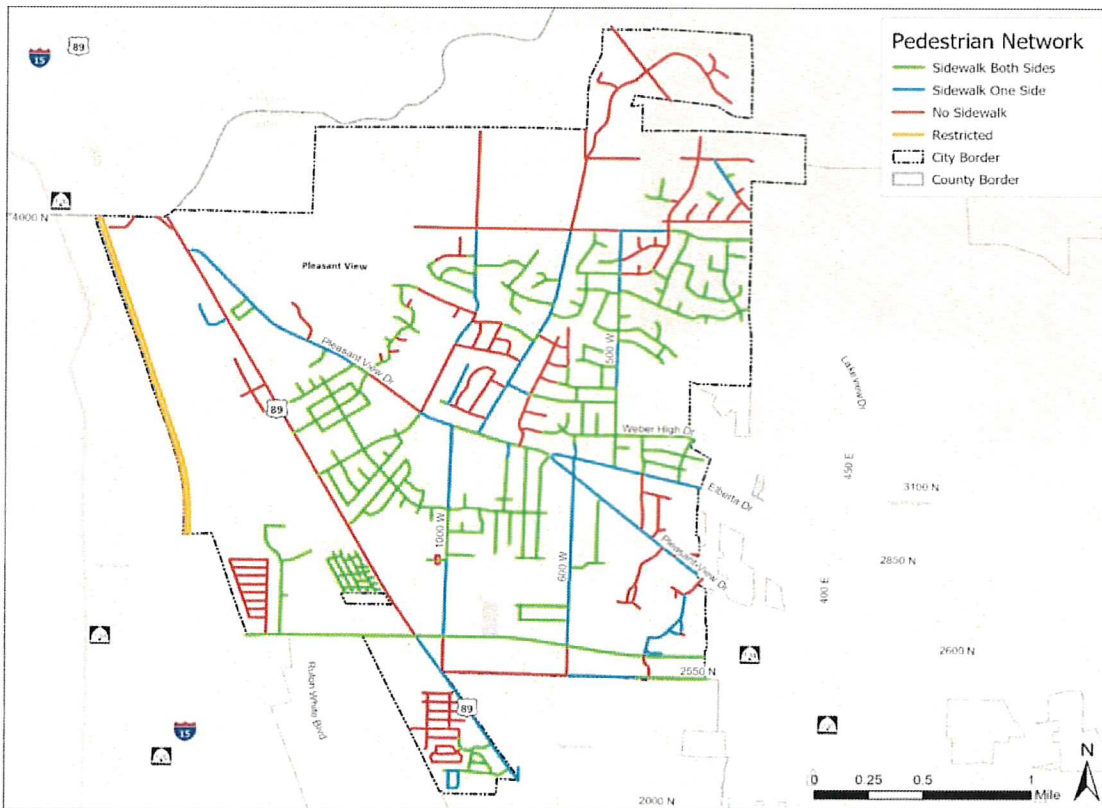 89
15
Pedestrian Network
Sidewalk Both Sides
Sidewalk One Side
No Sidewalk
Restricted
City Border
County Border
4000 N
Pleasant View
Pleasant View Dr
500 W
89
Lakeview Dr
Weber High Dr
450 E
Elberta Dr
3100 N
1000 W
600 W
Pleasant View Dr
2850 N
400 E
2600 N
2550 N
Rulon White Blvd
89
15
2000 N
N
0 0.25 0.5 1
Mile